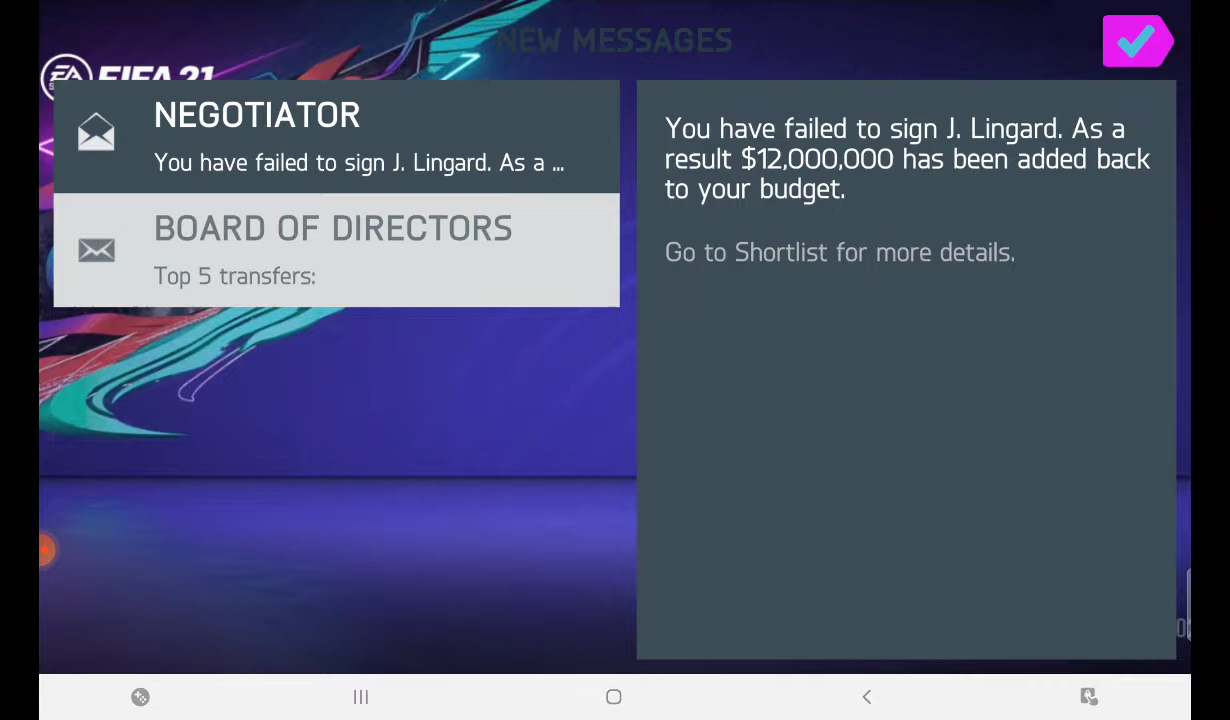 NEW MESSAGES
EA FIFA 21
NEGOTIATOR
You have failed to sign J. Lingard. As a ...
BOARD OF DIRECTORS
Top 5 transfers:
You have failed to sign J. Lingard. As a
result $12,000,000 has been added back
to your budget.
Go to Shortlist for more details.